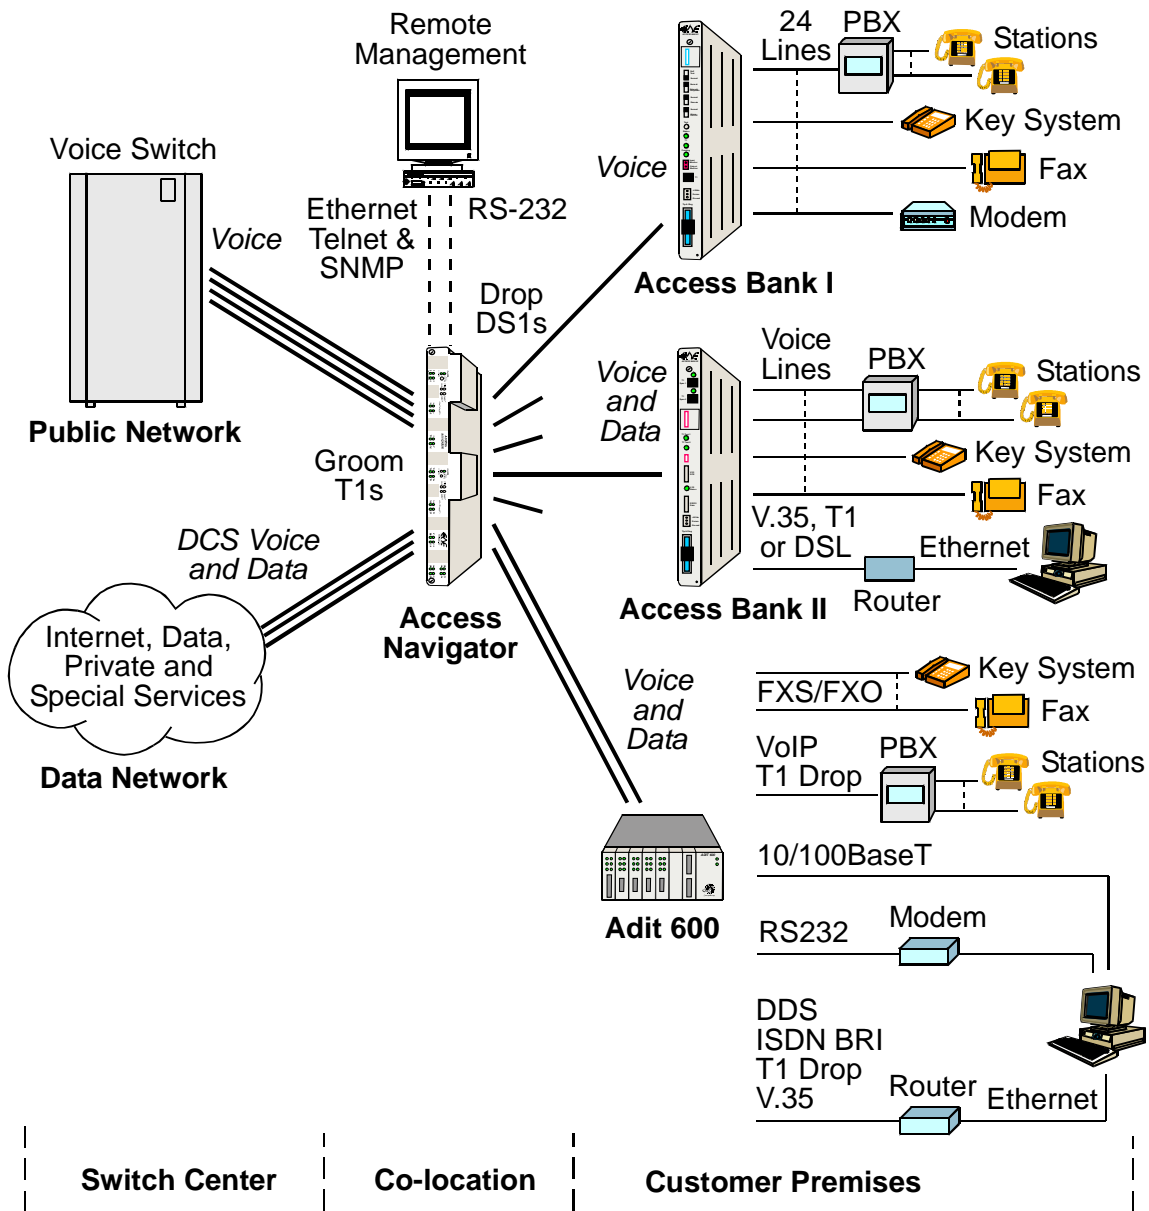 Remote
Management
Voice Switch
Voice
Ethernet
Telnet &
SNMP
RS-232
Public Network
Drop
DS1s
Groom
T1s
DCS Voice
and Data
Internet, Data,
Private and
Special Services
Data Network
Access
Navigator
Voice
24
Lines
PBX
Stations
Key System
Fax
Modem
Access Bank I
Voice
and
Data
Voice
Lines
PBX
Stations
Key System
Fax
V.35, T1
or DSL
Ethernet
Router
Access Bank II
Voice
and
Data
Key System
FXS/FXO
Fax
VoIP
T1 Drop
PBX
Stations
10/100BaseT
Adit 600
RS232
Modem
DDS
ISDN BRI
T1 Drop
V.35
Router
Ethernet
Switch Center
Co-location
Customer Premises